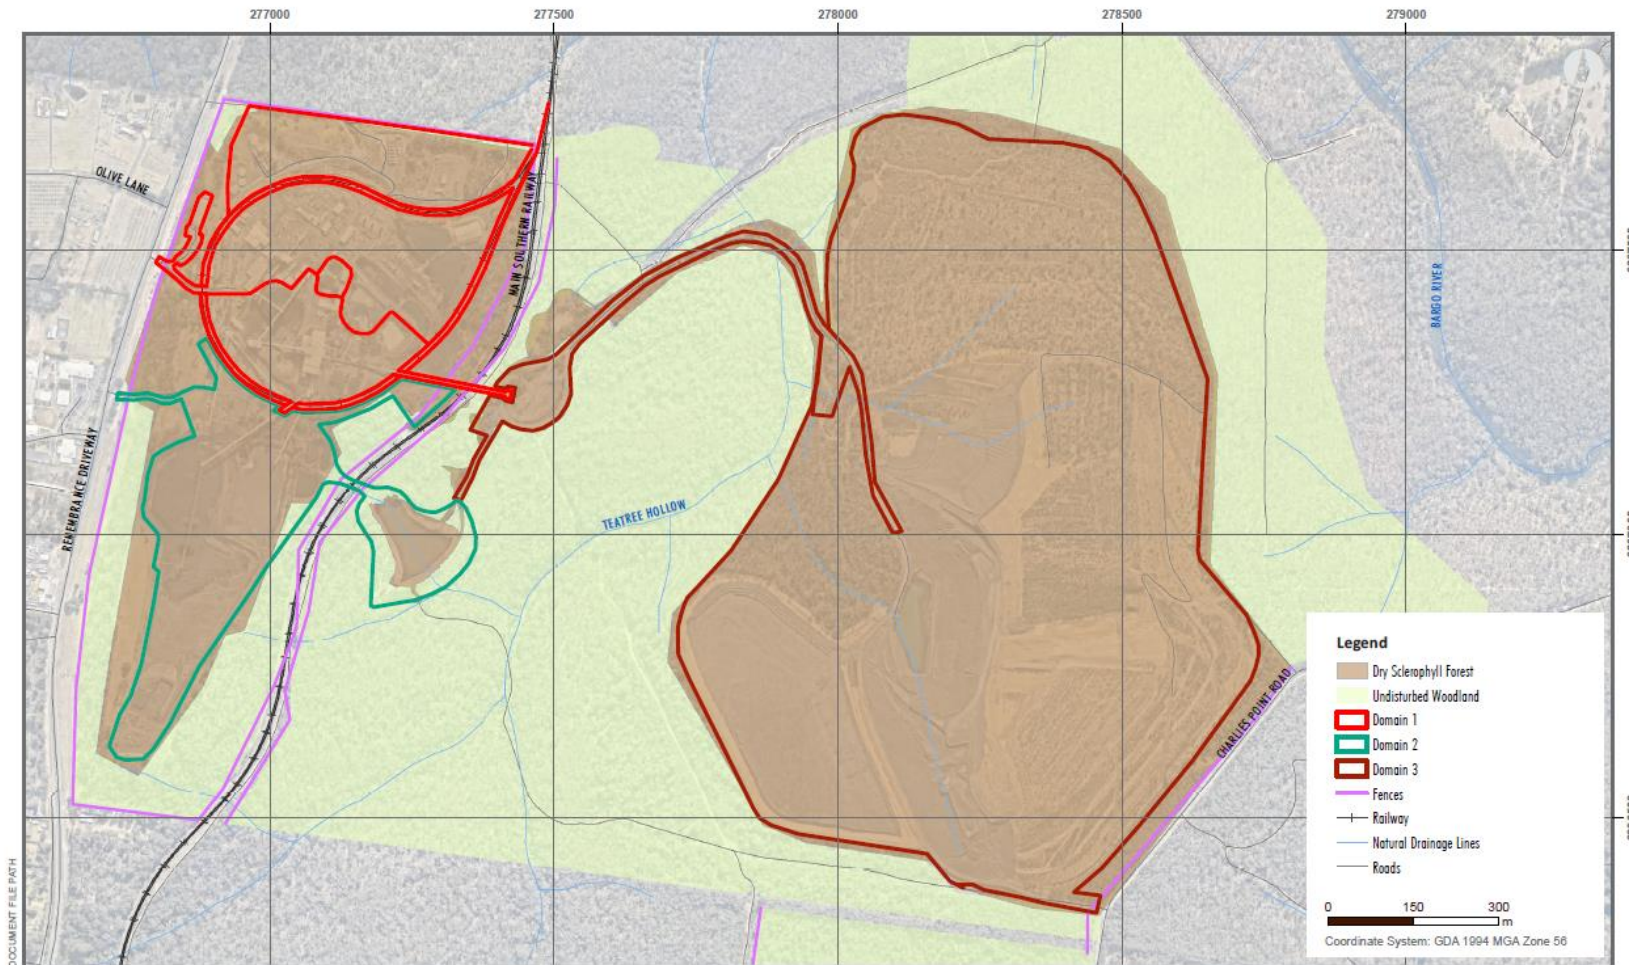 277000 277500 278000 278500 279000
OLIVE LANE
MAIN SOUTHERN RAILWAY
BARGO RIVER
REMEMBRANCE DRIVEWAY
TEATREE HOLLOW
CHARLIES POINT ROAD
Legend
Dry Sclerophyll Forest
Undisturbed Woodland
Domain 1
Domain 2
Domain 3
Fences
Railway
Natural Drainage Lines
Roads
0 150 300
m
Coordinate System: GDA 1994 MGA Zone 56
DOCUMENT FILE PATH